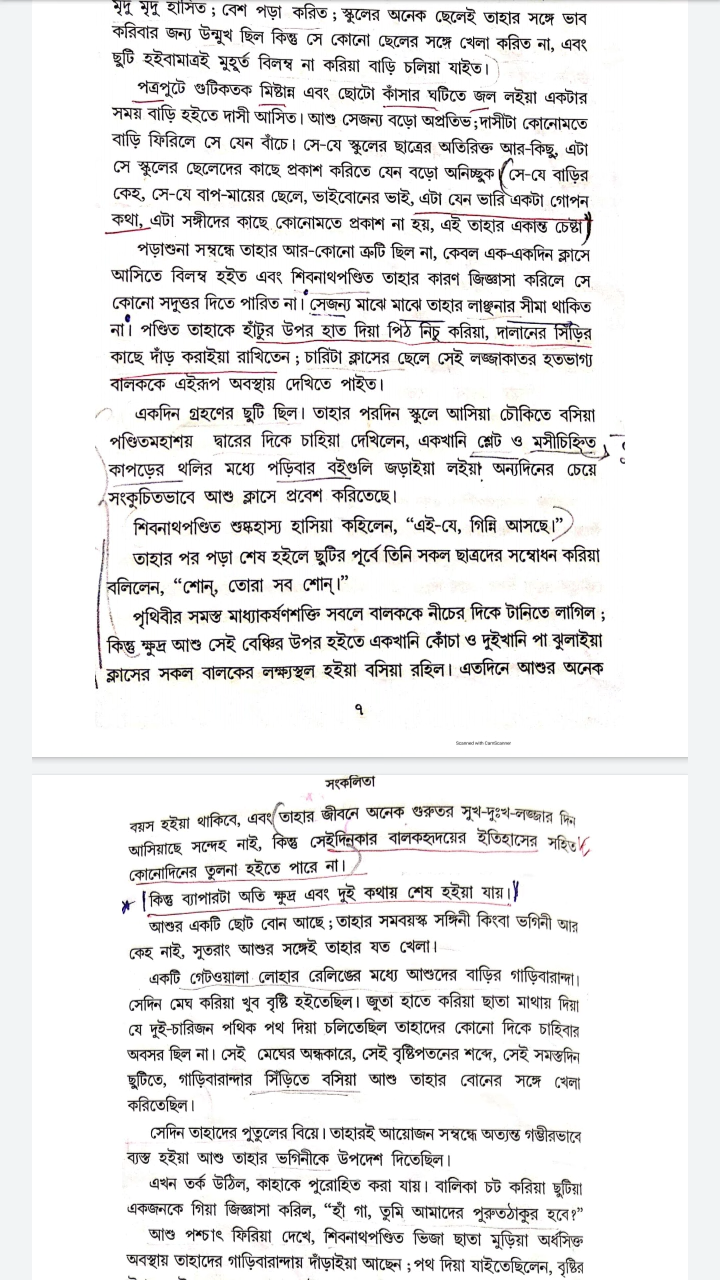 মৃদু মৃদু হাসিত; বেশ পড়া করিত; স্কুলের অনেক ছেলেই তাহার সঙ্গে ভাব
করিবার জন্য উন্মুখ ছিল কিন্তু সে কোনো ছেলের সঙ্গে খেলা করিত না, এবং
ছুটি হইবামাত্রই মুহূর্ত বিলম্ব না করিয়া বাড়ি চলিয়া যাইত।
পত্রপুটে গুটিকতক মিষ্টান্ন এবং ছোটো কাঁসার ঘটিতে জল লইয়া একটার
সময় বাড়ি হইতে দাসী আসিত। আশু সেজন্য বড়ো অপ্রতিভ; দাসীটা কোনোমতে
বাড়ি ফিরিলে সে যেন বাঁচে। সে-যে স্কুলের ছাত্রের অতিরিক্ত আর-কিছু, এটা
সে স্কুলের ছেলেদের কাছে প্রকাশ করিতে যেন বড়ো অনিচ্ছুক। সে-যে বাড়ির
কেহ, সে-যে বাপ-মায়ের ছেলে, ভাইবোনের ভাই, এটা যেন ভারি একটা গোপন
কথা, এটা সঙ্গীদের কাছে কোনোমতে প্রকাশ না হয়, এই তাহার একান্ত চেষ্টা।
পড়াশুনা সম্বন্ধে তাহার আর-কোনো ত্রুটি ছিল না, কেবল এক-একদিন ক্লাসে
আসিতে বিলম্ব হইত এবং শিবনাথপণ্ডিত তাহার কারণ জিজ্ঞাসা করিলে সে
কোনো সদুত্তর দিতে পারিত না। সেজন্য মাঝে মাঝে তাহার লাঞ্ছনার সীমা থাকিত
না। পণ্ডিত তাহাকে হাঁটুর উপর হাত দিয়া পিঠ নিচু করিয়া, দালানের সিঁড়ির
কাছে দাঁড় করাইয়া রাখিতেন; চারিটা ক্লাসের ছেলে সেই লজ্জাকাতর হতভাগ্য
বালককে এইরূপ অবস্থায় দেখিতে পাইত।
একদিন গ্রহণের ছুটি ছিল। তাহার পরদিন স্কুলে আসিয়া চৌকিতে বসিয়া
পণ্ডিতমহাশয় দ্বারের দিকে চাহিয়া দেখিলেন, একখানি শ্লেট ও মসীচিহ্নিত
কাপড়ের থলির মধ্যে পড়িবার বইগুলি জড়াইয়া লইয়া অন্যদিনের চেয়ে
সংকুচিতভাবে আশু ক্লাসে প্রবেশ করিতেছে।
শিবনাথপণ্ডিত শুষ্কহাস্য হাসিয়া কহিলেন, “এই-যে, গিন্নি আসছে।”
তাহার পর পড়া শেষ হইলে ছুটির পূর্বে তিনি সকল ছাত্রদের সম্বোধন করিয়া
বলিলেন, “শোন্, তোরা সব শোন্।”
পৃথিবীর সমস্ত মাধ্যাকর্ষণশক্তি সবলে বালককে নীচের দিকে টানিতে লাগিল;
কিন্তু ক্ষুদ্র আশু সেই বেঞ্চির উপর হইতে একখানি কোঁচা ও দুইখানি পা ঝুলাইয়া
ক্লাসের সকল বালকের লক্ষ্যস্থল হইয়া বসিয়া রহিল। এতদিনে আশুর অনেক
৭
Scanned with CamScanner
সংকলিতা
বয়স হইয়া থাকিবে, এবং তাহার জীবনে অনেক গুরুতর সুখ-দুঃখ-লজ্জার দিন
আসিয়াছে সন্দেহ নাই, কিন্তু সেইদিনকার বালকহৃদয়ের ইতিহাসের সহিত
কোনোদিনের তুলনা হইতে পারে না।
কিন্তু ব্যাপারটা অতি ক্ষুদ্র এবং দুই কথায় শেষ হইয়া যায়।
আশুর একটি ছোট বোন আছে; তাহার সমবয়স্ক সঙ্গিনী কিংবা ভগিনী আর
কেহ নাই, সুতরাং আশুর সঙ্গেই তাহার যত খেলা।
একটি গেটওয়ালা লোহার রেলিঙের মধ্যে আশুদের বাড়ির গাড়িবারান্দা।
সেদিন মেঘ করিয়া খুব বৃষ্টি হইতেছিল। জুতা হাতে করিয়া ছাতা মাথায় দিয়া
যে দুই-চারিজন পথিক পথ দিয়া চলিতেছিল তাহাদের কোনো দিকে চাহিবার
অবসর ছিল না। সেই মেঘের অন্ধকারে, সেই বৃষ্টিপতনের শব্দে, সেই সমস্তদিন
ছুটিতে, গাড়িবারান্দার সিঁড়িতে বসিয়া আশু তাহার বোনের সঙ্গে খেলা
করিতেছিল।
সেদিন তাহাদের পুতুলের বিয়ে। তাহারই আয়োজন সম্বন্ধে অত্যন্ত গম্ভীরভাবে
ব্যস্ত হইয়া আশু তাহার ভগিনীকে উপদেশ দিতেছিল।
এখন তর্ক উঠিল, কাহাকে পুরোহিত করা যায়। বালিকা চট করিয়া ছুটিয়া
একজনকে গিয়া জিজ্ঞাসা করিল, “হাঁ গা, তুমি আমাদের পুরুতঠাকুর হবে?”
আশু পশ্চাৎ ফিরিয়া দেখে, শিবনাথপণ্ডিত ভিজা ছাতা মুড়িয়া অর্ধসিক্ত
অবস্থায় তাহাদের গাড়িবারান্দায় দাঁড়াইয়া আছেন; পথ দিয়া যাইতেছিলেন, বৃষ্টির